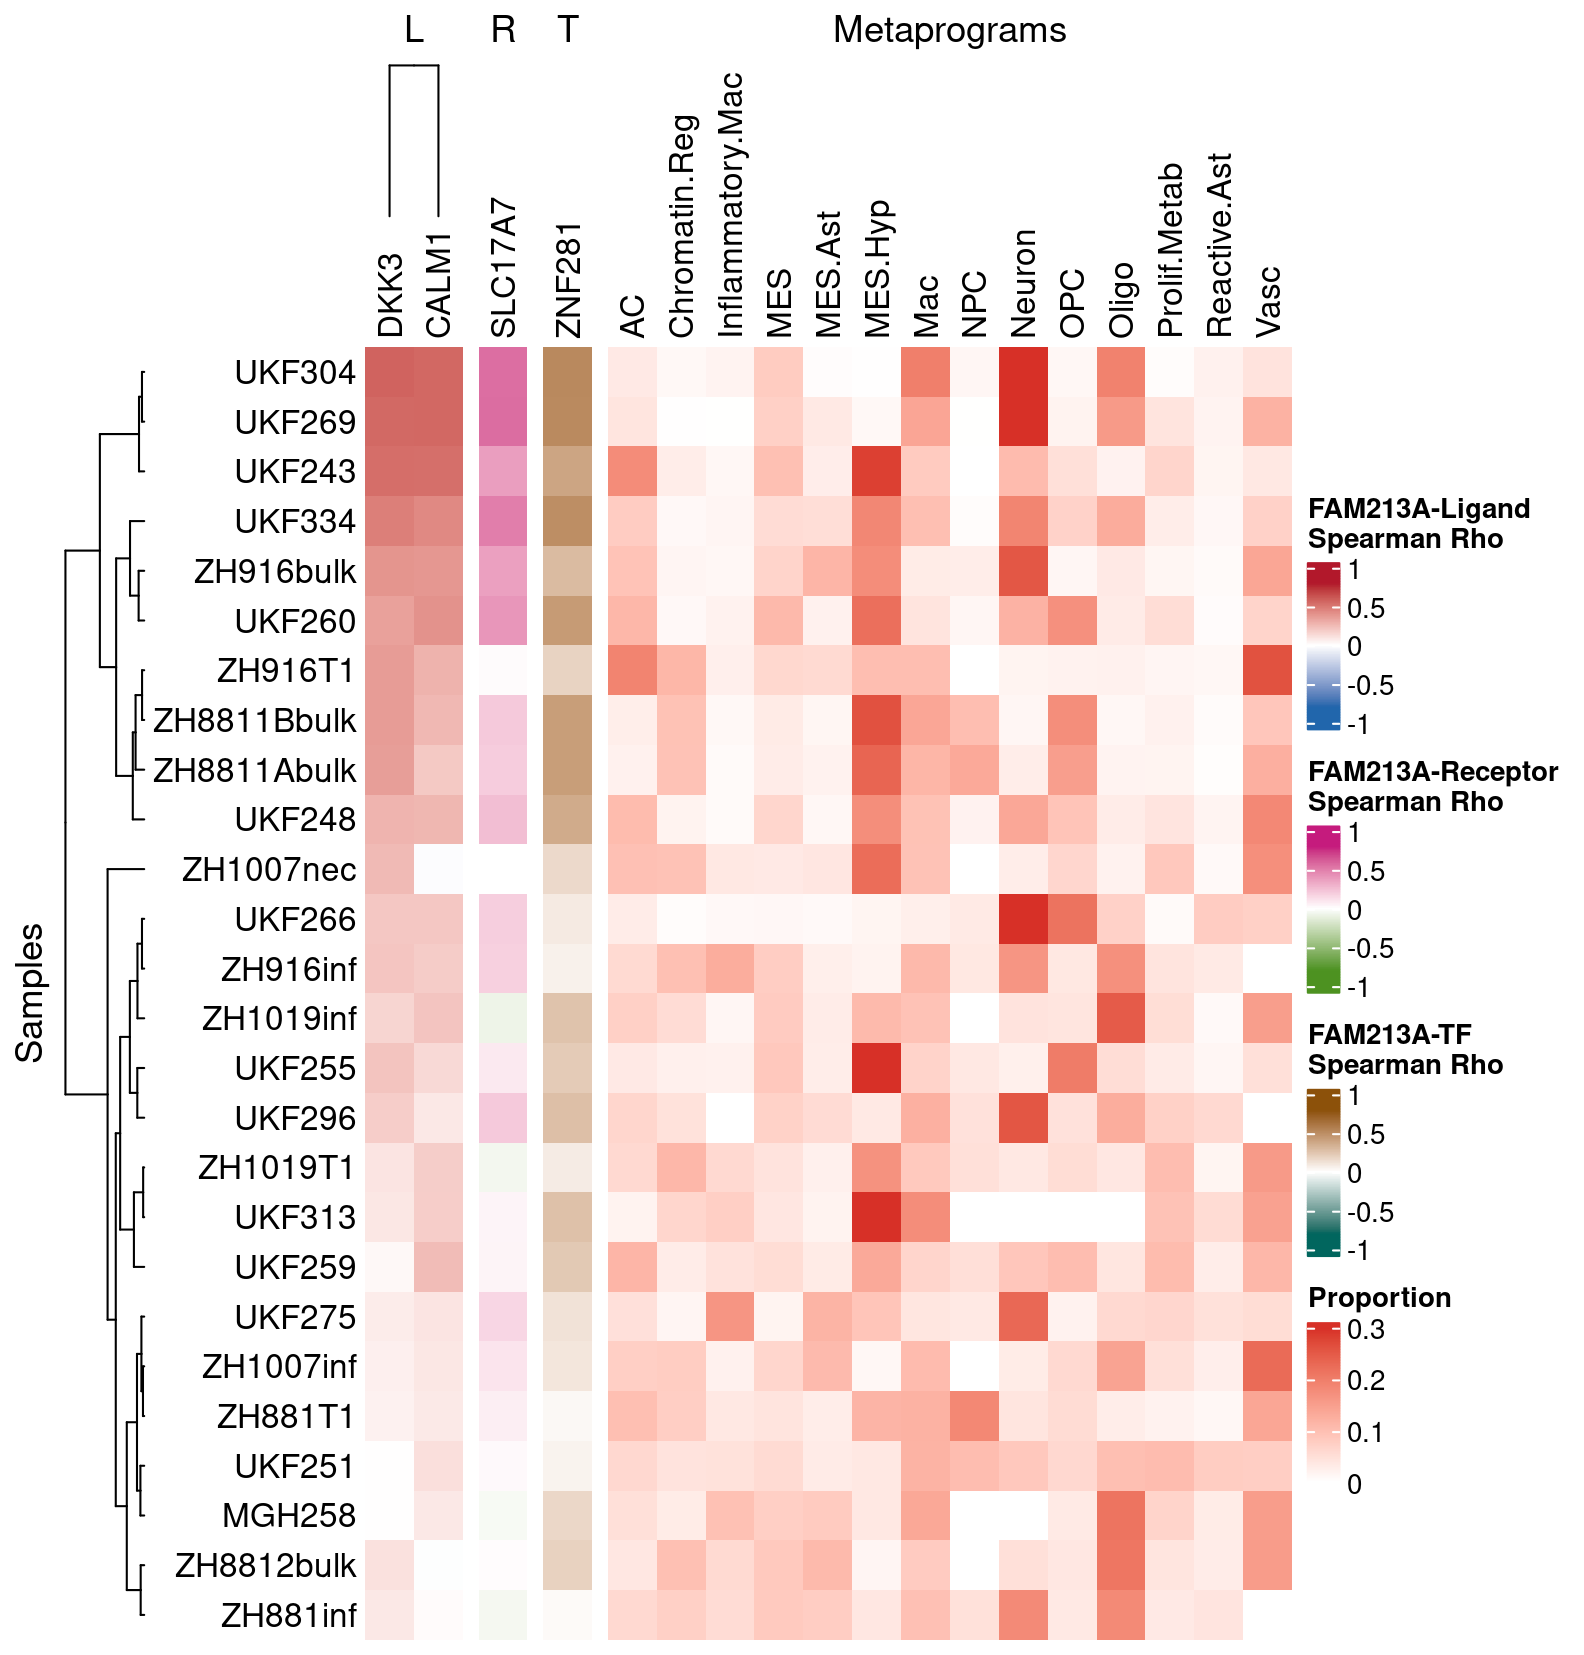 L R T Metaprograms
DKK3
CALM1
SLC17A7
ZNF281
AC
Chromatin.Reg
Inflammatory.Mac
MES
MES.Ast
MES.Hyp
Mac
NPC
Neuron
OPC
Oligo
Prolif.Metab
Reactive.Ast
Vasc
Samples
UKF304
UKF269
UKF243
UKF334
ZH916bulk
UKF260
ZH916T1
ZH8811Bbulk
ZH8811Abulk
UKF248
ZH1007nec
UKF266
ZH916inf
ZH1019inf
UKF255
UKF296
ZH1019T1
UKF313
UKF259
UKF275
ZH1007inf
ZH881T1
UKF251
MGH258
ZH8812bulk
ZH881inf
FAM213A-Ligand
Spearman Rho
1
0.5
0
-0.5
-1
FAM213A-Receptor
Spearman Rho
1
0.5
0
-0.5
-1
FAM213A-TF
Spearman Rho
1
0.5
0
-0.5
-1
Proportion
0.3
0.2
0.1
0